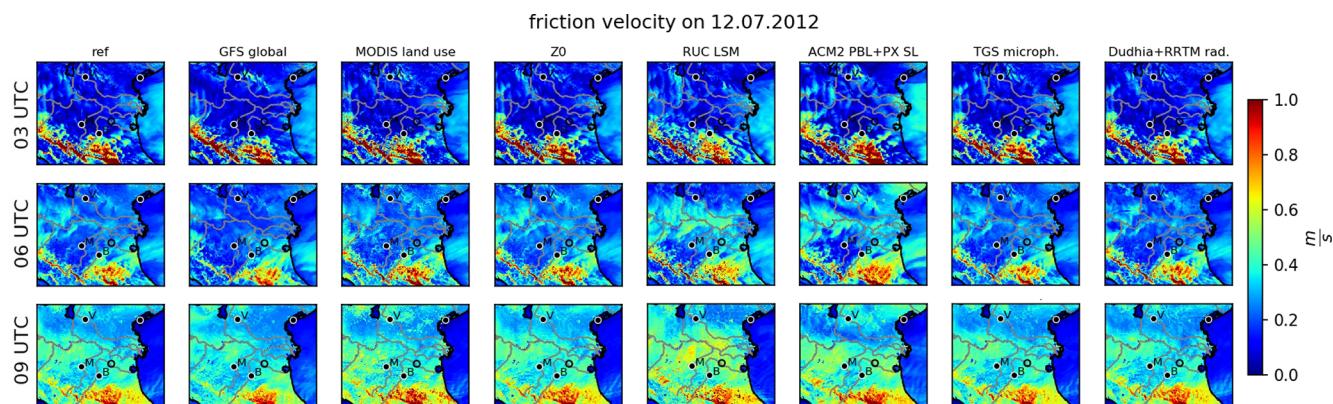 friction velocity on 12.07.2012
ref GFS global MODIS land use Z0 RUC LSM ACM2 PBL+PX SL TGS microph. Dudhia+RRTM rad.
03 UTC
06 UTC
V V V V V V V V
M M M M M M M M
B B B B B B B B
09 UTC
V V V V V V V V
M M M M M M M M
B B B B B B B B
1.0
0.8
0.6
0.4
0.2
0.0
m
s